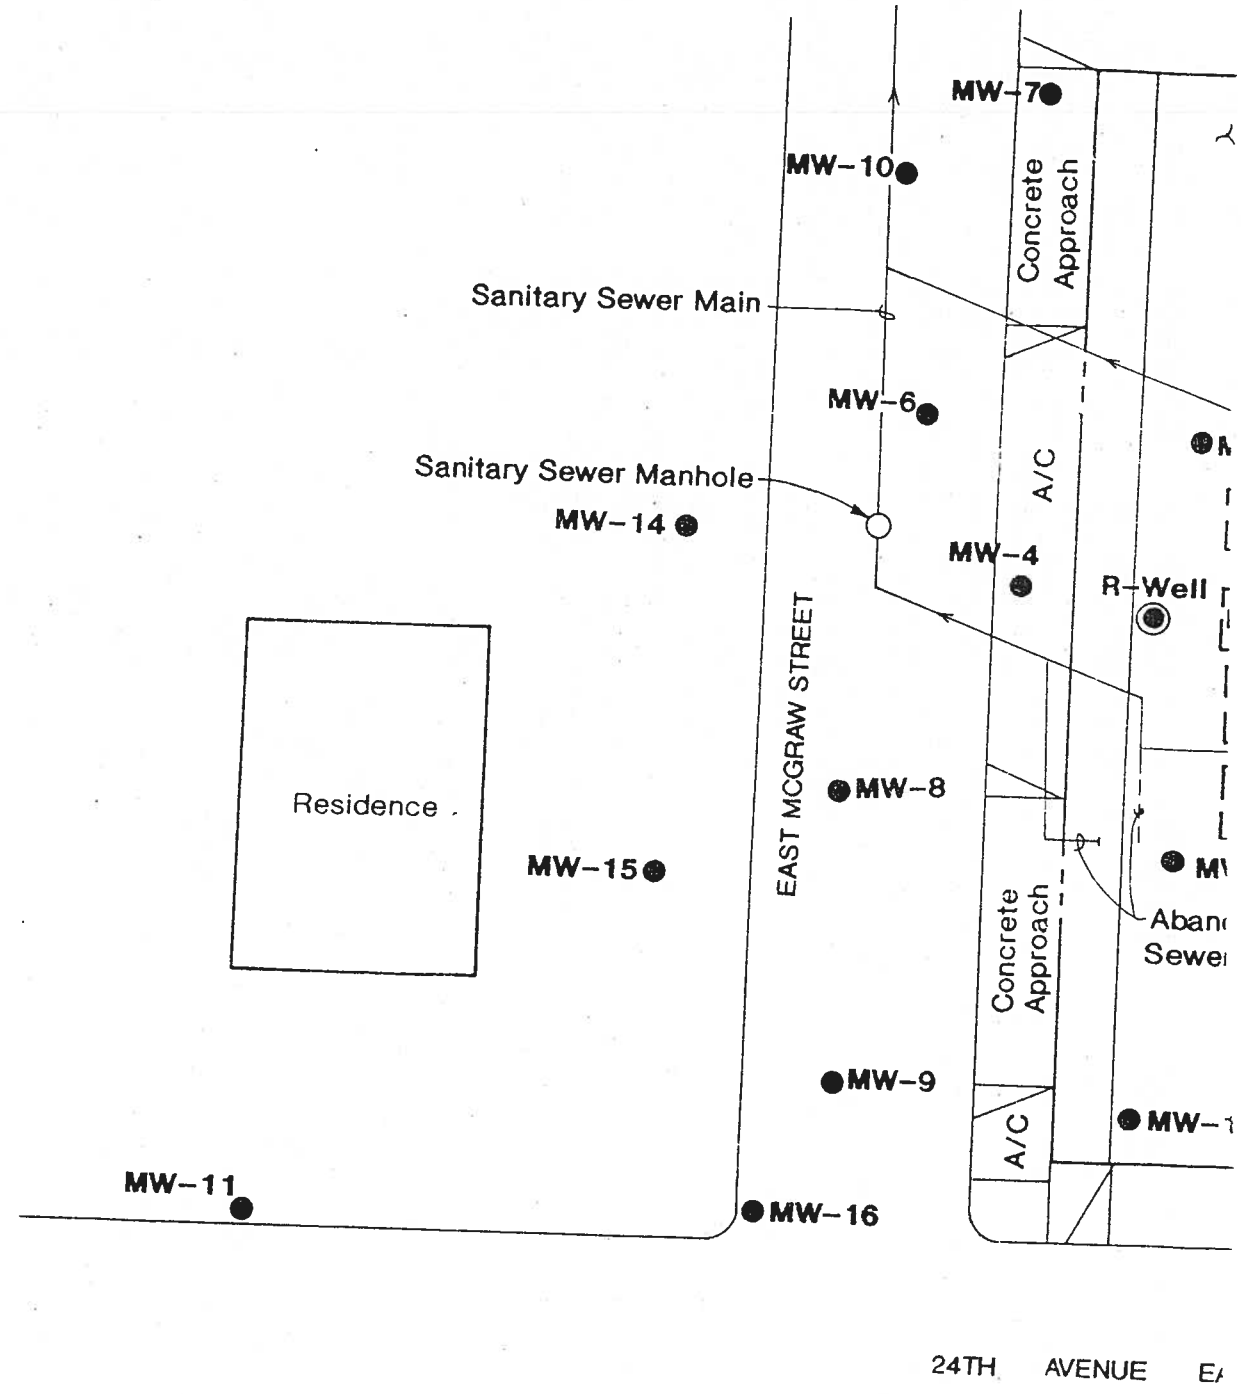 MW-7
MW-10
Concrete
Approach
Sanitary Sewer Main
MW-6
A/C
Sanitary Sewer Manhole
MW-14
MW-4
R-Well
EAST MCGRAW STREET
Residence
MW-8
MW-15
Concrete
Approach
MW-9
A/C
MW-11
MW-16
24TH AVENUE